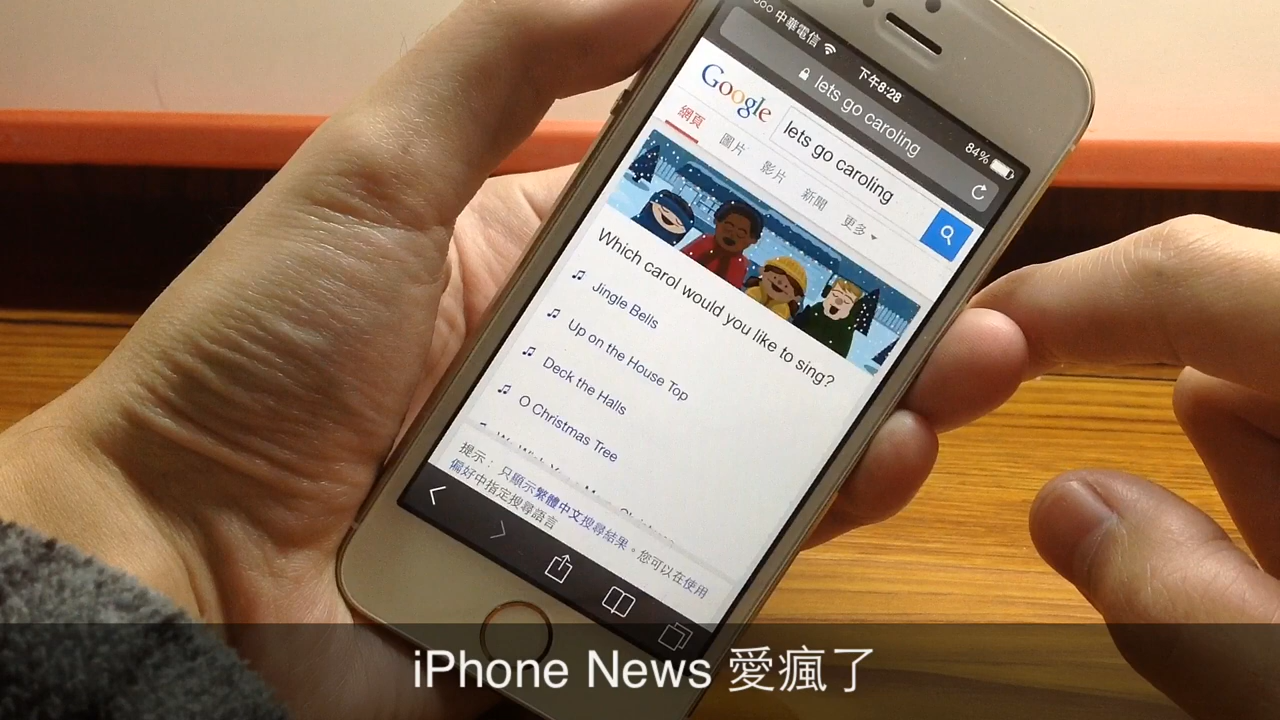 中華電信
下午8:28
84%
lets go caroling
Google
lets go caroling
網頁
圖片
影片
新聞
更多
Which carol would you like to sing?
Jingle Bells
Up on the House Top
Deck the Halls
O Christmas Tree
提示： 只顯示繁體中文搜尋結果。您可以在使用
偏好中指定搜尋語言
iPhone News 愛瘋了